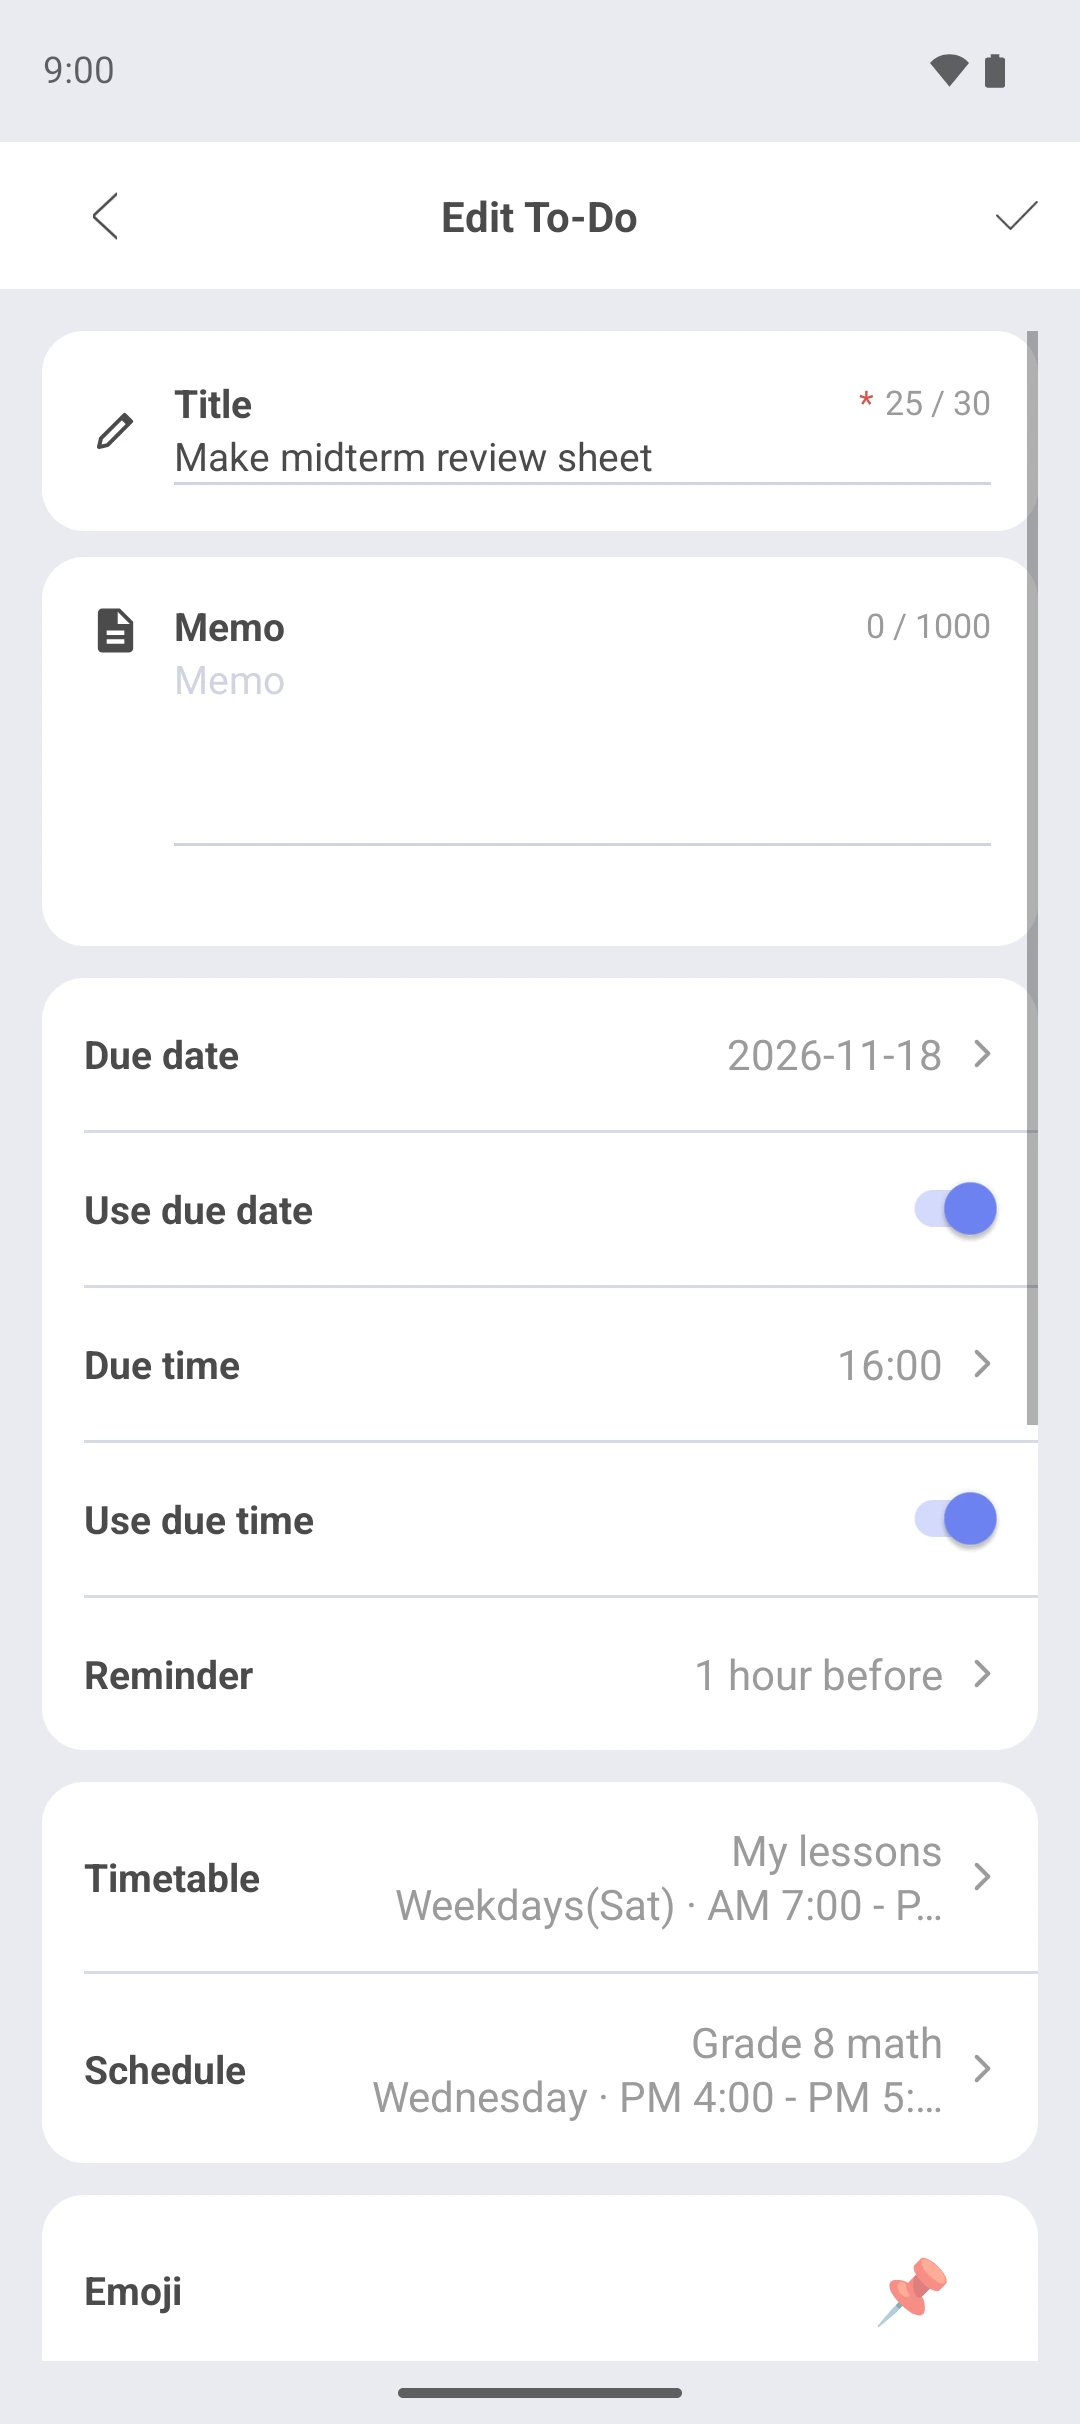 9:00
Edit To-Do
Title
* 25 / 30
Make midterm review sheet
Memo
0 / 1000
Memo
Due date
2026-11-18
Use due date
Due time
16:00
Use due time
Reminder
1 hour before
Timetable
My lessons
Weekdays(Sat) · AM 7:00 - P...
Schedule
Grade 8 math
Wednesday · PM 4:00 - PM 5:...
Emoji